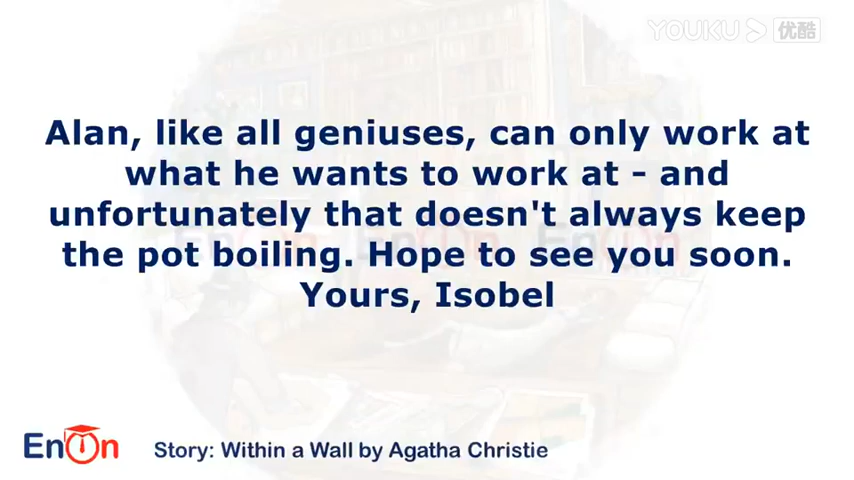 YOUKU 优酷
Alan, like all geniuses, can only work at
what he wants to work at - and
unfortunately that doesn't always keep
the pot boiling. Hope to see you soon.
Yours, Isobel
EnOn
Story: Within a Wall by Agatha Christie